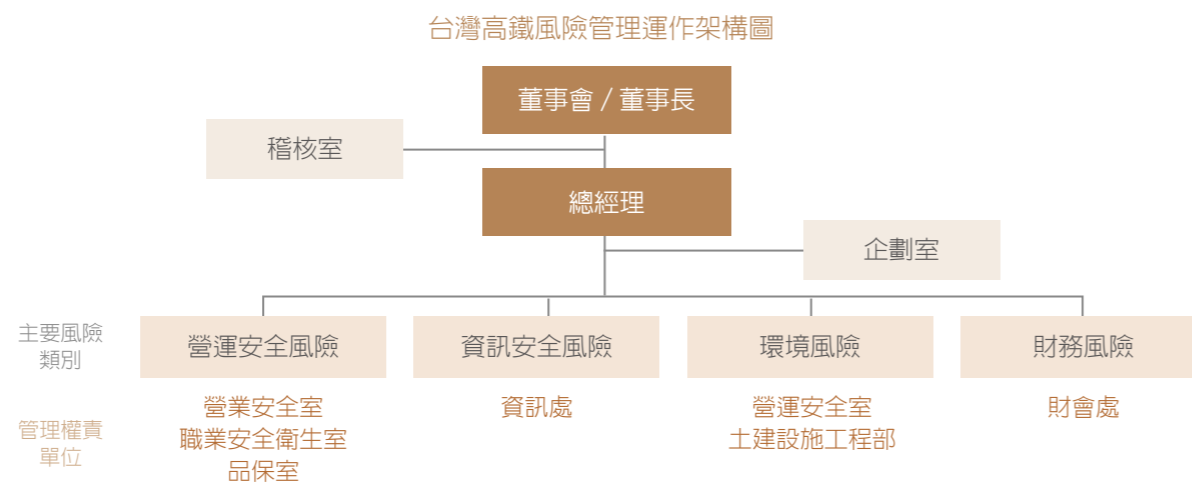 台灣高鐵風險管理運作架構圖
董事會 / 董事長
稽核室
總經理
企劃室
主要風險
類別
營運安全風險
資訊安全風險
環境風險
財務風險
管理權責
單位
營業安全室
職業安全衛生室
品保室
資訊處
營運安全室
土建設施工程部
財會處